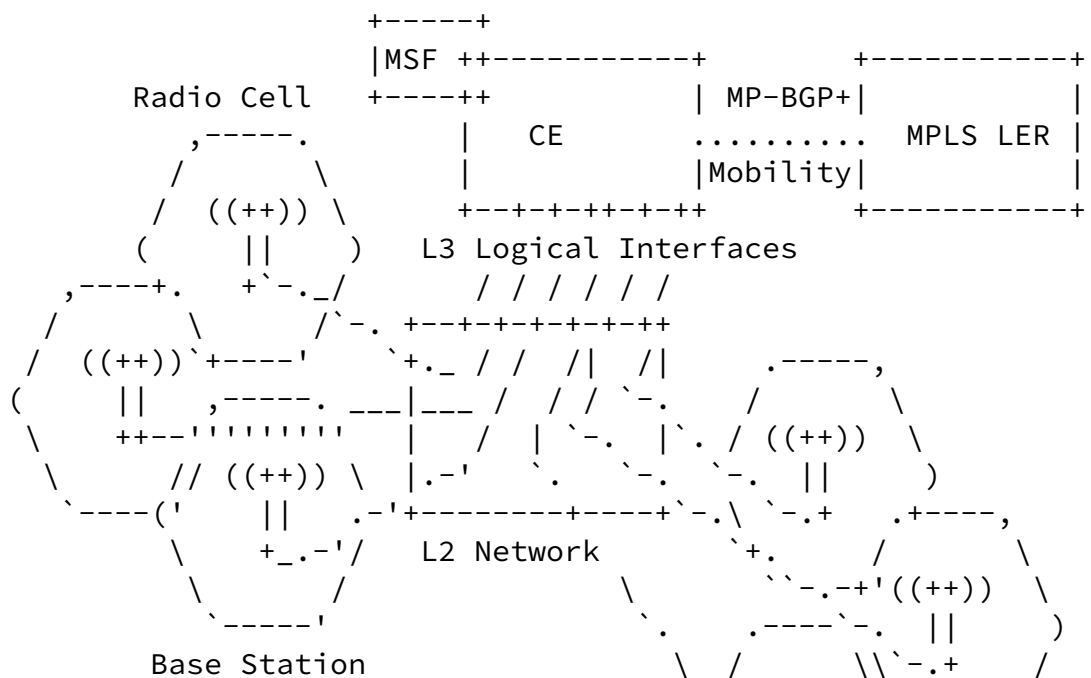 MSF
Radio Cell
MP-BGP+
CE
MPLS LER
Mobility
L3 Logical Interfaces
L2 Network
Base Station